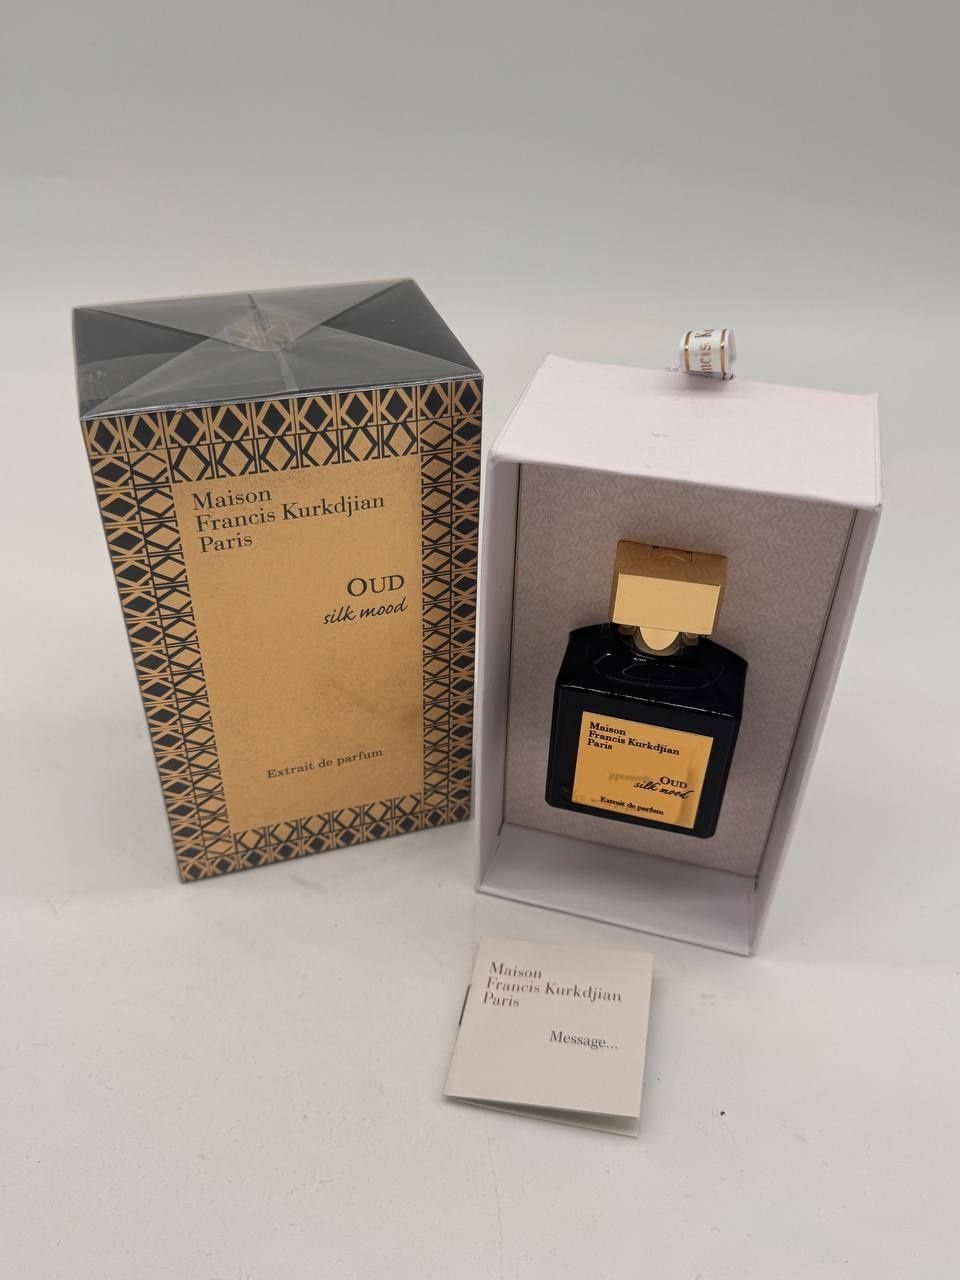 Maison
Francis Kurkdjian
Paris
OUD
silk mood
Extrait de parfum
Maison
Francis Kurkdjian
Paris
OUD
silk mood
Extrait de parfum
Maison
Francis Kurkdjian
Paris
Message...